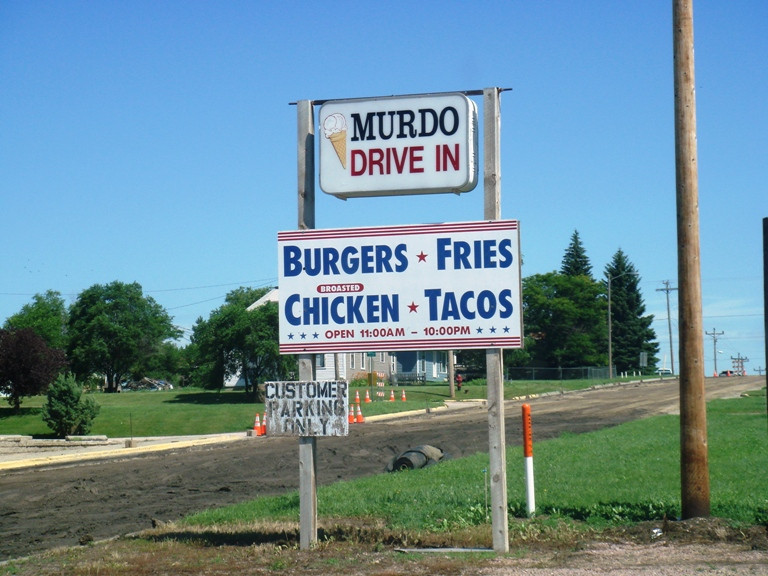 MURDO
DRIVE IN
BURGERS ★ FRIES
BROASTED
CHICKEN ★ TACOS
★ ★ ★ OPEN 11:00AM – 10:00PM ★ ★ ★
CUSTOMER
PARKING
ONLY